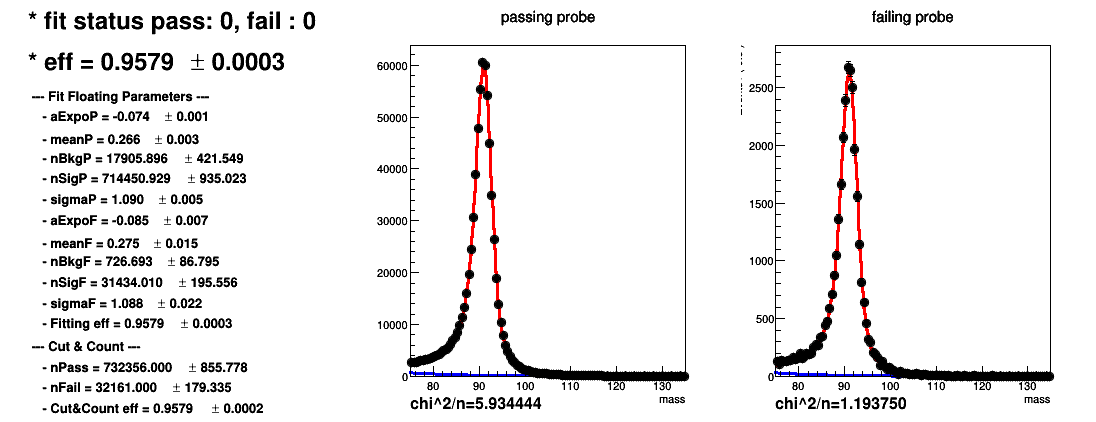 * fit status pass: 0, fail : 0
* eff = 0.9579 ± 0.0003
--- Fit Floating Parameters ---
- aExpoP = -0.074 ± 0.001
- meanP = 0.266 ± 0.003
- nBkgP = 17905.896 ± 421.549
- nSigP = 714450.929 ± 935.023
- sigmaP = 1.090 ± 0.005
- aExpoF = -0.085 ± 0.007
- meanF = 0.275 ± 0.015
- nBkgF = 726.693 ± 86.795
- nSigF = 31434.010 ± 195.556
- sigmaF = 1.088 ± 0.022
- Fitting eff = 0.9579 ± 0.0003
--- Cut & Count ---
- nPass = 732356.000 ± 855.778
- nFail = 32161.000 ± 179.335
- Cut&Count eff = 0.9579 ± 0.0002
passing probe
60000
50000
40000
30000
20000
10000
0
80 90 100 110 120 130
mass
chi^2/n=5.934444
failing probe
2500
2000
1500
1000
500
0
80 90 100 110 120 130
mass
chi^2/n=1.193750